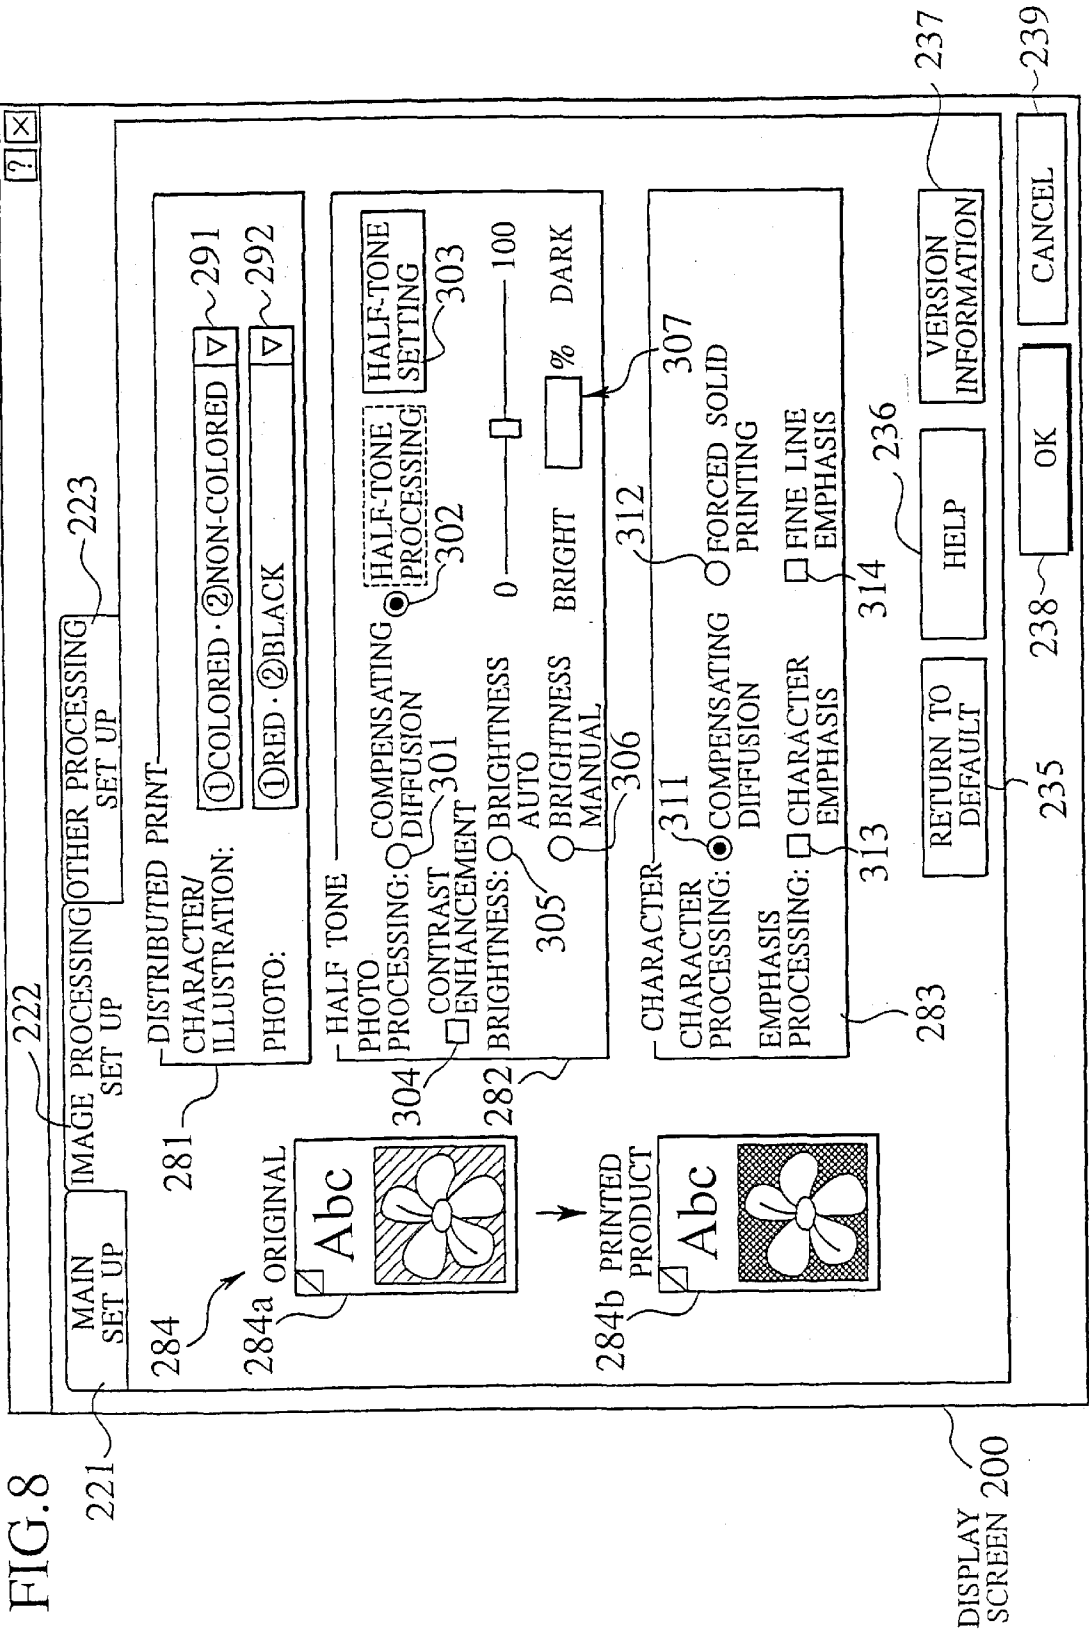 FIG.8
? X
221
222
223
MAIN
SET UP
IMAGE PROCESSING
SET UP
OTHER PROCESSING
SET UP
284
284a
ORIGINAL
Abc
284b
PRINTED
PRODUCT
Abc
281
DISTRIBUTED PRINT
CHARACTER/
ILLUSTRATION:
①COLORED · ②NON-COLORED ▽
291
PHOTO:
①RED · ②BLACK ▽
292
HALF TONE
PHOTO
PROCESSING:
COMPENSATING
DIFFUSION
301
HALF-TONE
PROCESSING
302
HALF-TONE
SETTING
303
304
CONTRAST
ENHANCEMENT
282
BRIGHTNESS:
BRIGHTNESS
AUTO
305
BRIGHTNESS
MANUAL
306
0
100
BRIGHT
%
DARK
307
CHARACTER
CHARACTER
PROCESSING:
311
COMPENSATING
DIFFUSION
312
FORCED SOLID
PRINTING
EMPHASIS
PROCESSING:
CHARACTER
EMPHASIS
313
FINE LINE
EMPHASIS
314
283
RETURN TO
DEFAULT
235
HELP
236
VERSION
INFORMATION
237
OK
238
CANCEL
239
DISPLAY
SCREEN 200